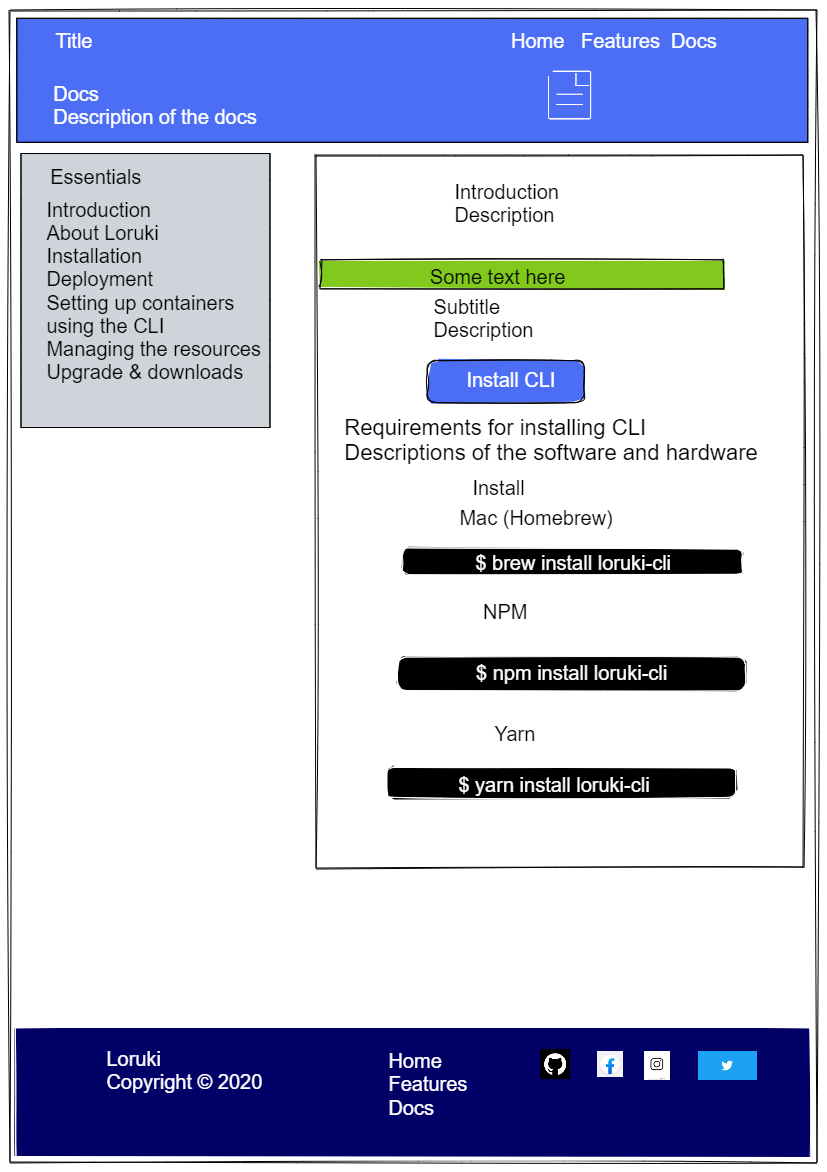 Title
Home Features Docs
Docs
Description of the docs
Essentials
Introduction
About Loruki
Installation
Deployment
Setting up containers
using the CLI
Managing the resources
Upgrade & downloads
Introduction
Description
Some text here
Subtitle
Description
Install CLI
Requirements for installing CLI
Descriptions of the software and hardware
Install
Mac (Homebrew)
$ brew install loruki-cli
NPM
$ npm install loruki-cli
Yarn
$ yarn install loruki-cli
Loruki
Copyright © 2020
Home
Features
Docs